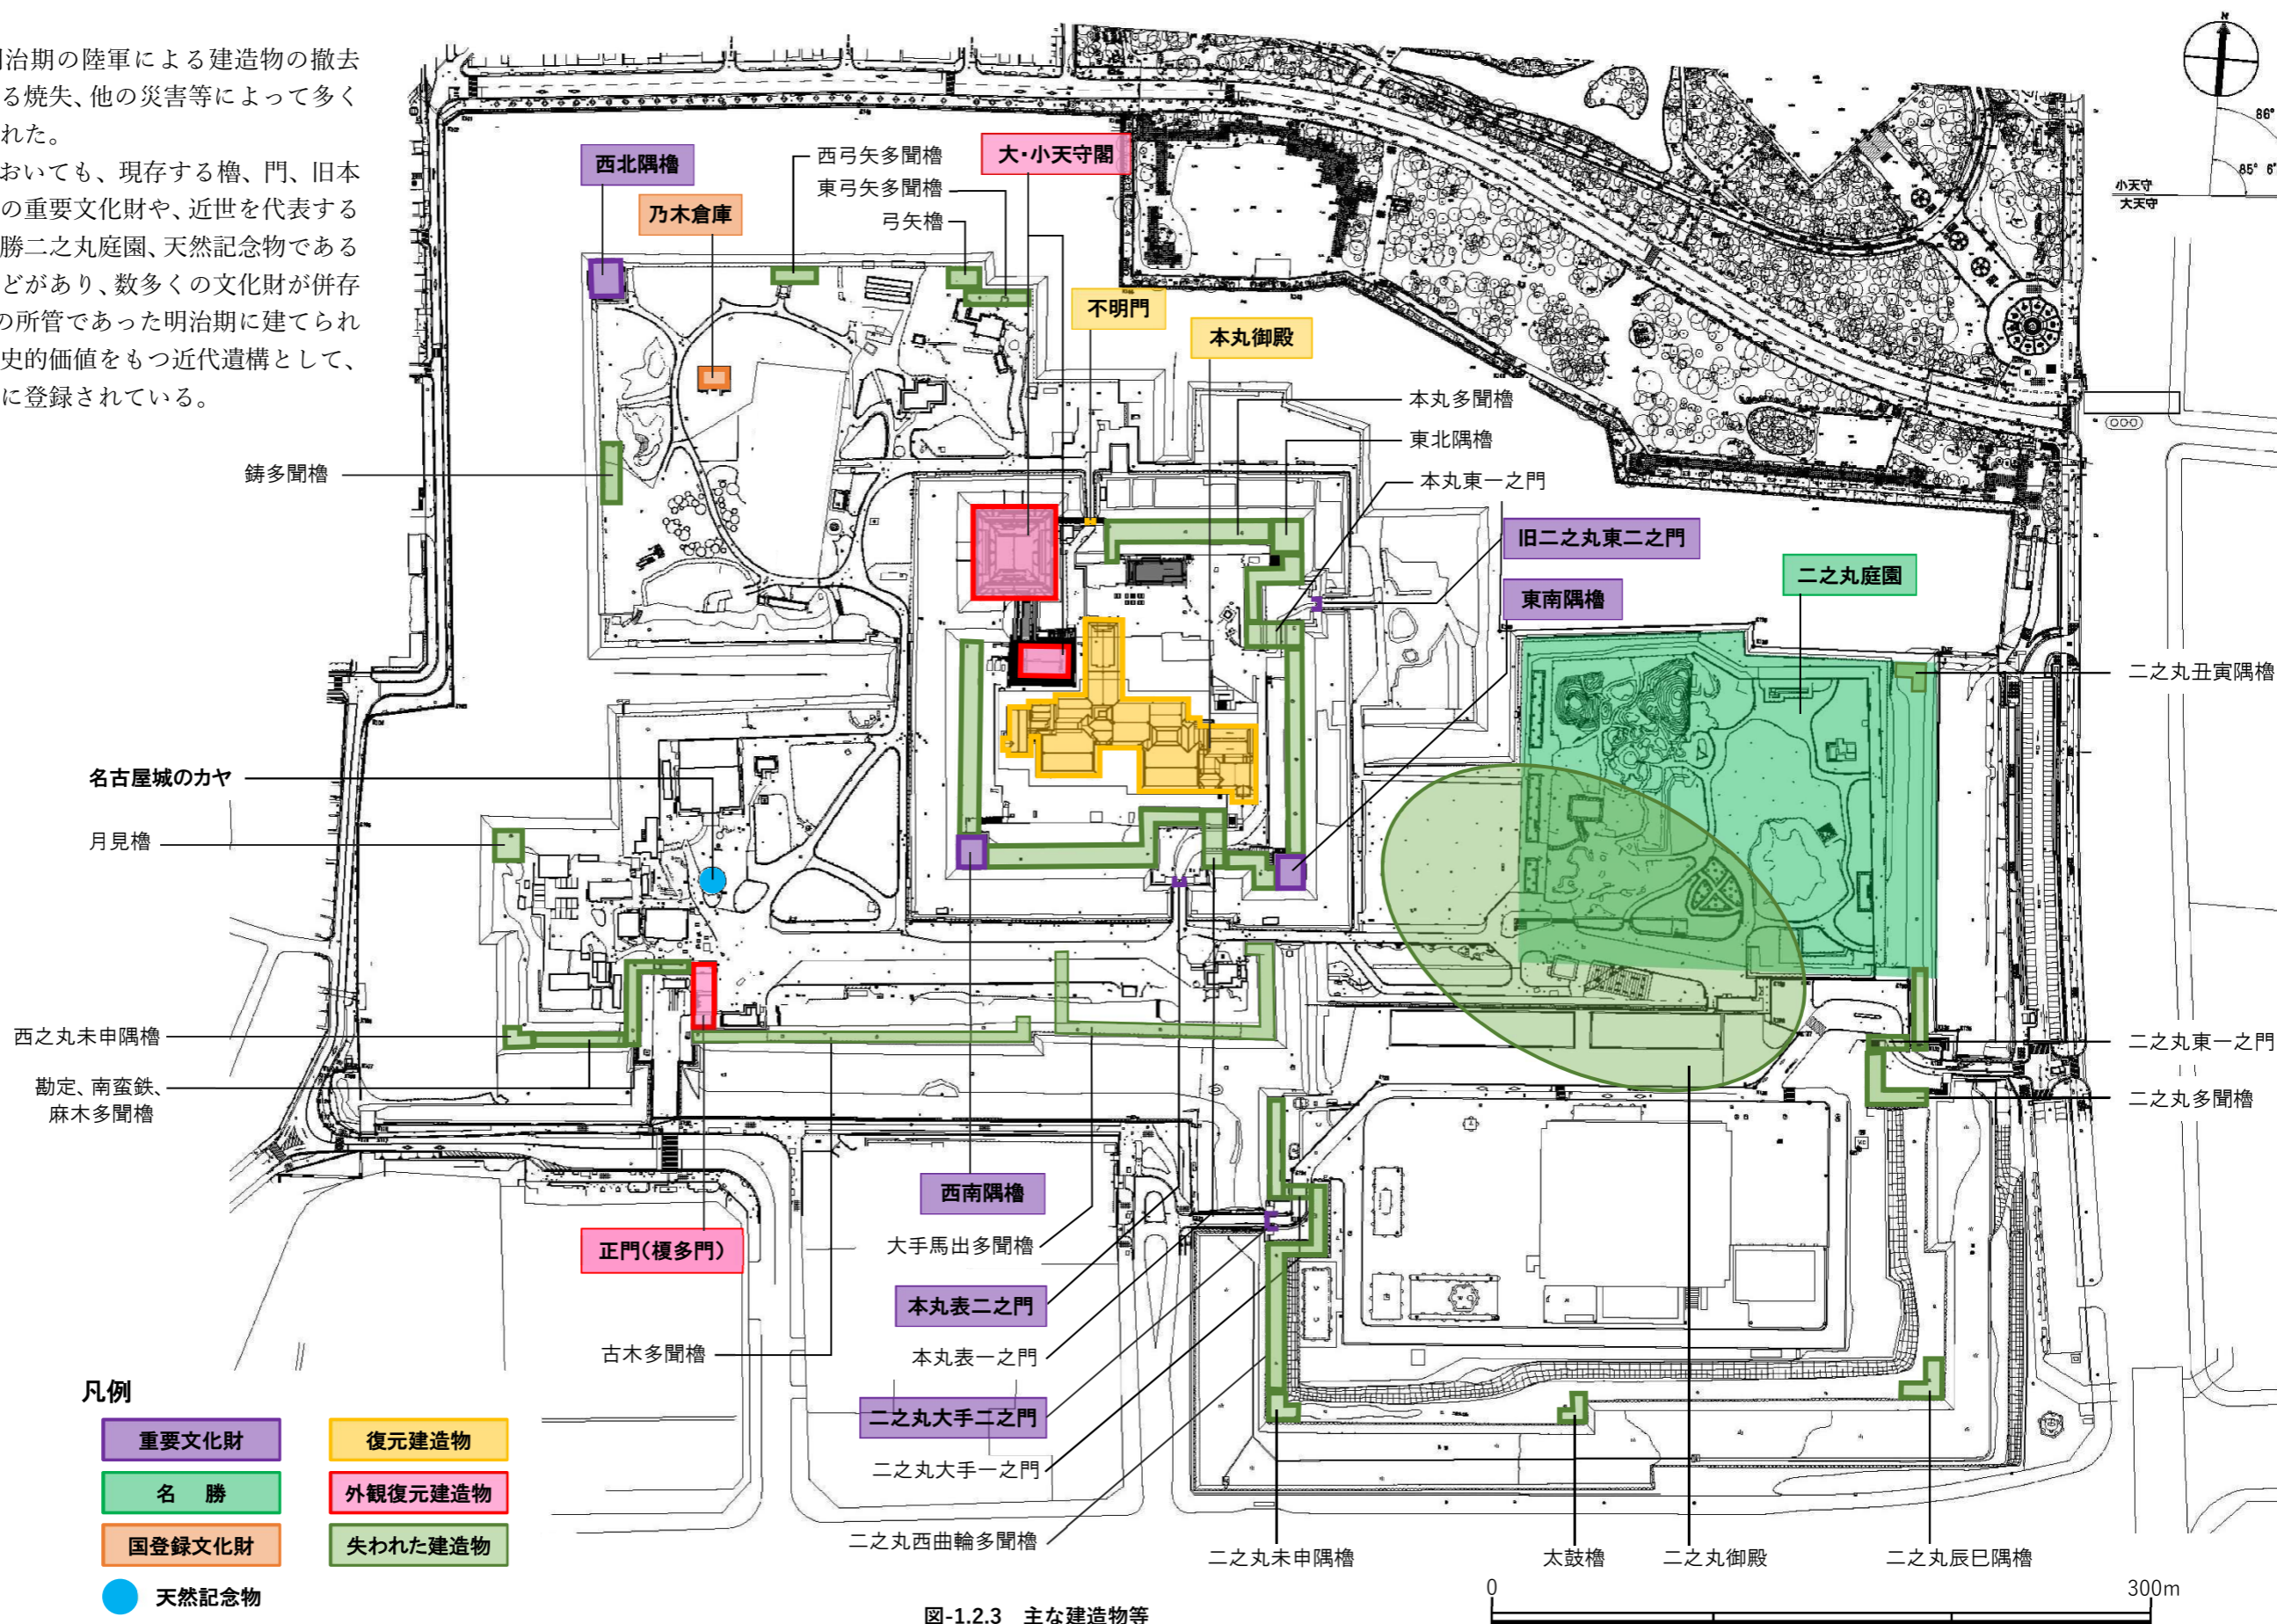 明治期の陸軍による建造物の撤去
る焼失、他の災害等によって多く
れた。
おいても、現存する櫓、門、旧本
の重要文化財や、近世を代表する
勝二之丸庭園、天然記念物である
どがあり、数多くの文化財が併存
の所管であった明治期に建てられ
史的価値をもつ近代遺構として、
に登録されている。
N
86°
85° 6'
小天守
大天守
西北隅櫓
乃木倉庫
西弓矢多聞櫓
東弓矢多聞櫓
弓矢櫓
大・小天守閣
不明門
本丸御殿
本丸多聞櫓
東北隅櫓
本丸東一之門
旧二之丸東二之門
東南隅櫓
二之丸庭園
鋳多聞櫓
二之丸丑寅隅櫓
名古屋城のカヤ
月見櫓
西之丸未申隅櫓
勘定、南蛮鉄、
麻木多聞櫓
二之丸東一之門
二之丸多聞櫓
西南隅櫓
正門(榎多門)
大手馬出多聞櫓
本丸表二之門
古木多聞櫓
本丸表一之門
二之丸大手二之門
二之丸大手一之門
二之丸西曲輪多聞櫓
二之丸未申隅櫓
太鼓櫓
二之丸御殿
二之丸辰巳隅櫓
凡例
重要文化財
復元建造物
名 勝
外観復元建造物
国登録文化財
失われた建造物
天然記念物
0
300m
図-1.2.3 主な建造物等